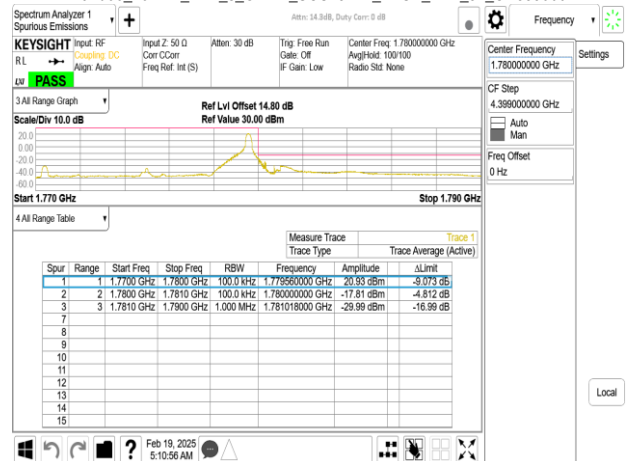 Spectrum Analyzer 1
Spurious Emissions
Attn: 14.3dB, Duty Corr: 0 dB
Frequency
KEYSIGHT
RL
LXI
PASS
Input: RF
Coupling: DC
Align: Auto
Input Z: 50 Ω
Corr CCorr
Freq Ref: Int (S)
Atten: 30 dB
Trig: Free Run
Gate: Off
IF Gain: Low
Center Freq: 1.780000000 GHz
Avg|Hold: 100/100
Radio Std: None
Center Frequency
1.780000000 GHz
Settings
CF Step
4.399000000 GHz
Auto
Man
Freq Offset
0 Hz
3 All Range Graph
Scale/Div 10.0 dB
Ref Lvl Offset 14.80 dB
Ref Value 30.00 dBm
20.0
0.00
-20.0
-40.0
-60.0
Start 1.770 GHz
Stop 1.790 GHz
4 All Range Table
Measure Trace Trace 1
Trace Type Trace Average (Active)
Spur Range Start Freq Stop Freq RBW Frequency Amplitude ΔLimit
1 1 1.7700 GHz 1.7800 GHz 100.0 kHz 1.779560000 GHz 20.93 dBm -9.073 dB
2 2 1.7800 GHz 1.7810 GHz 100.0 kHz 1.780000000 GHz -17.81 dBm -4.812 dB
3 3 1.7810 GHz 1.7900 GHz 1.000 MHz 1.781018000 GHz -29.99 dBm -16.99 dB
7
8
9
10
11
12
13
14
15
Local
Feb 19, 2025
5:10:56 AM